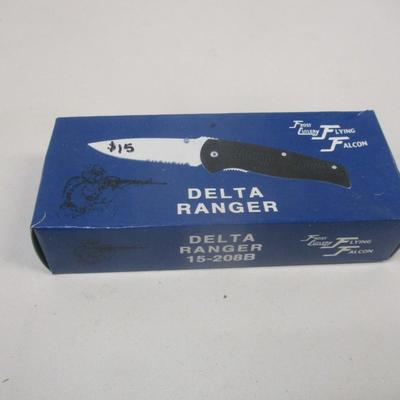 $15
Frost
Cutlery
Flying
Falcon
DELTA
RANGER
DELTA
RANGER
15-208B
Frost
Cutlery
Flying
Falcon